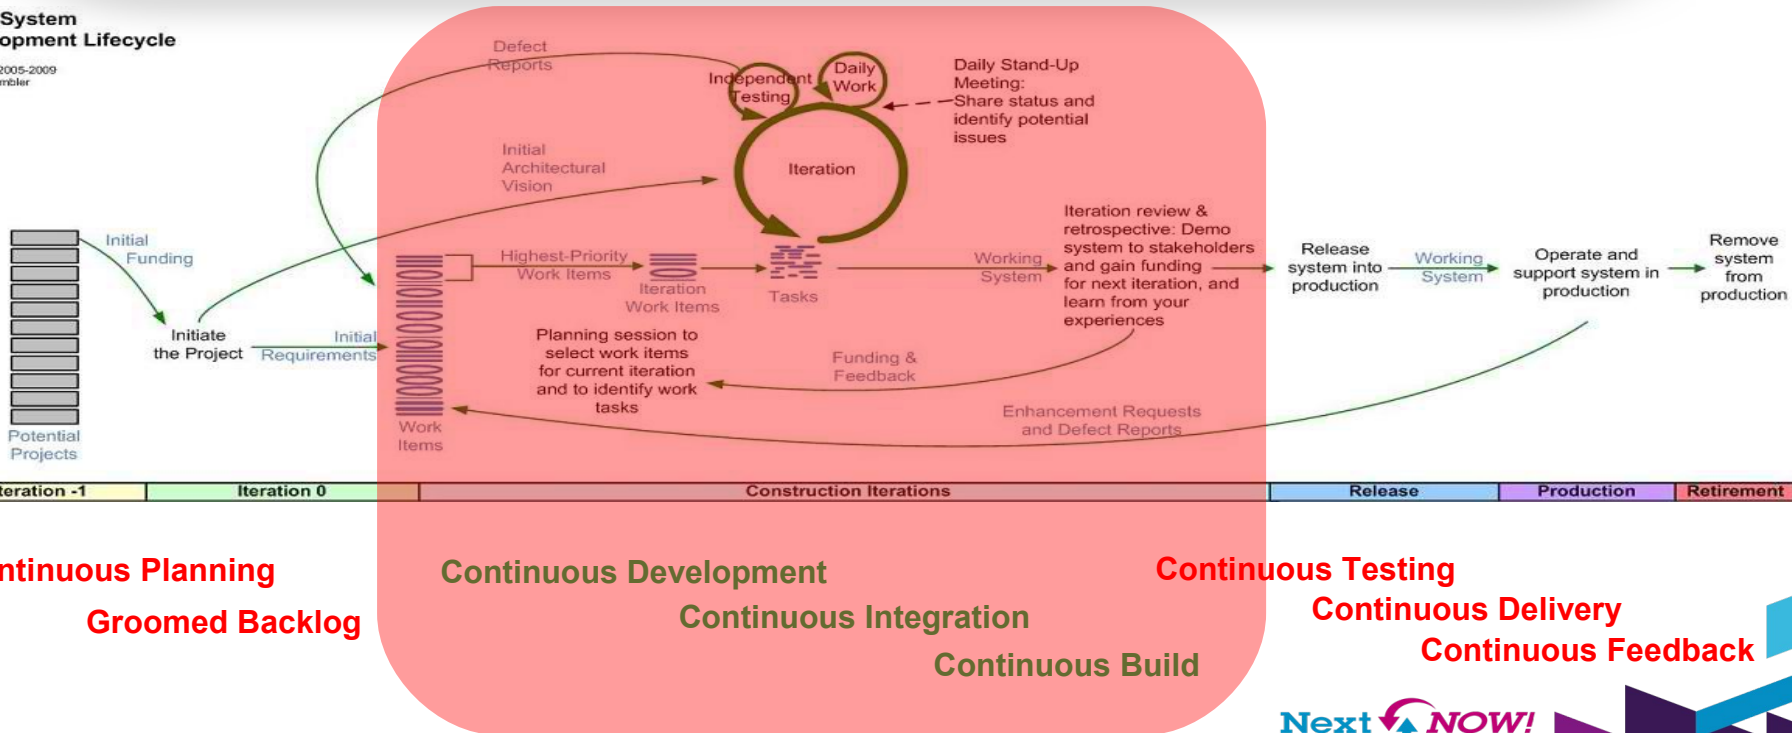 System
opment Lifecycle
2005-2009
mbler
Defect
Reports
Independent
Testing
Daily
Work
Daily Stand-Up
Meeting:
Share status and
identify potential
issues
Initial
Architectural
Vision
Iteration
Initial
Funding
Initiate
the Project
Initial
Requirements
Potential
Projects
Highest-Priority
Work Items
Iteration
Work Items
Tasks
Work
Items
Planning session to
select work items
for current iteration
and to identify work
tasks
Working
System
Iteration review &
retrospective: Demo
system to stakeholders
and gain funding
for next iteration, and
learn from your
experiences
Funding &
Feedback
Enhancement Requests
and Defect Reports
Release
system into
production
Working
System
Operate and
support system in
production
Remove
system
from
production
teration -1
Iteration 0
Construction Iterations
Release
Production
Retirement
ntinuous Planning
Groomed Backlog
Continuous Development
Continuous Integration
Continuous Build
Continuous Testing
Continuous Delivery
Continuous Feedback
Next NOW!